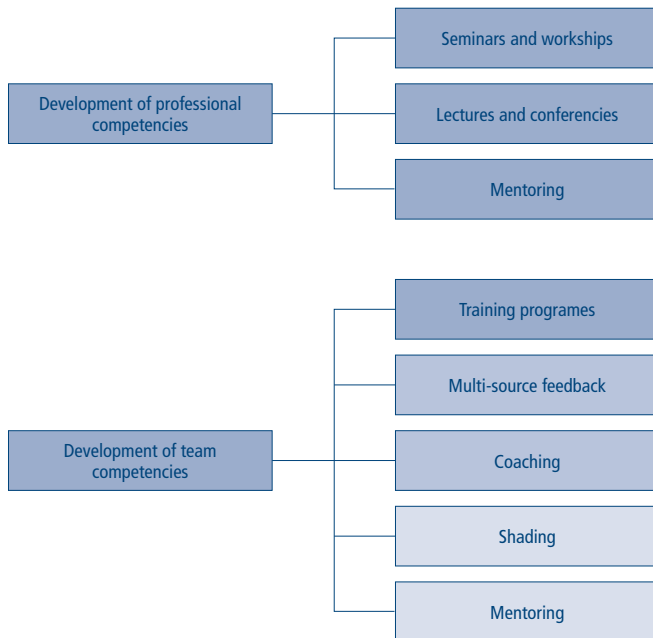 Development of professional
competencies
Seminars and workships
Lectures and conferencies
Mentoring
Development of team
competencies
Training programes
Multi-source feedback
Coaching
Shading
Mentoring